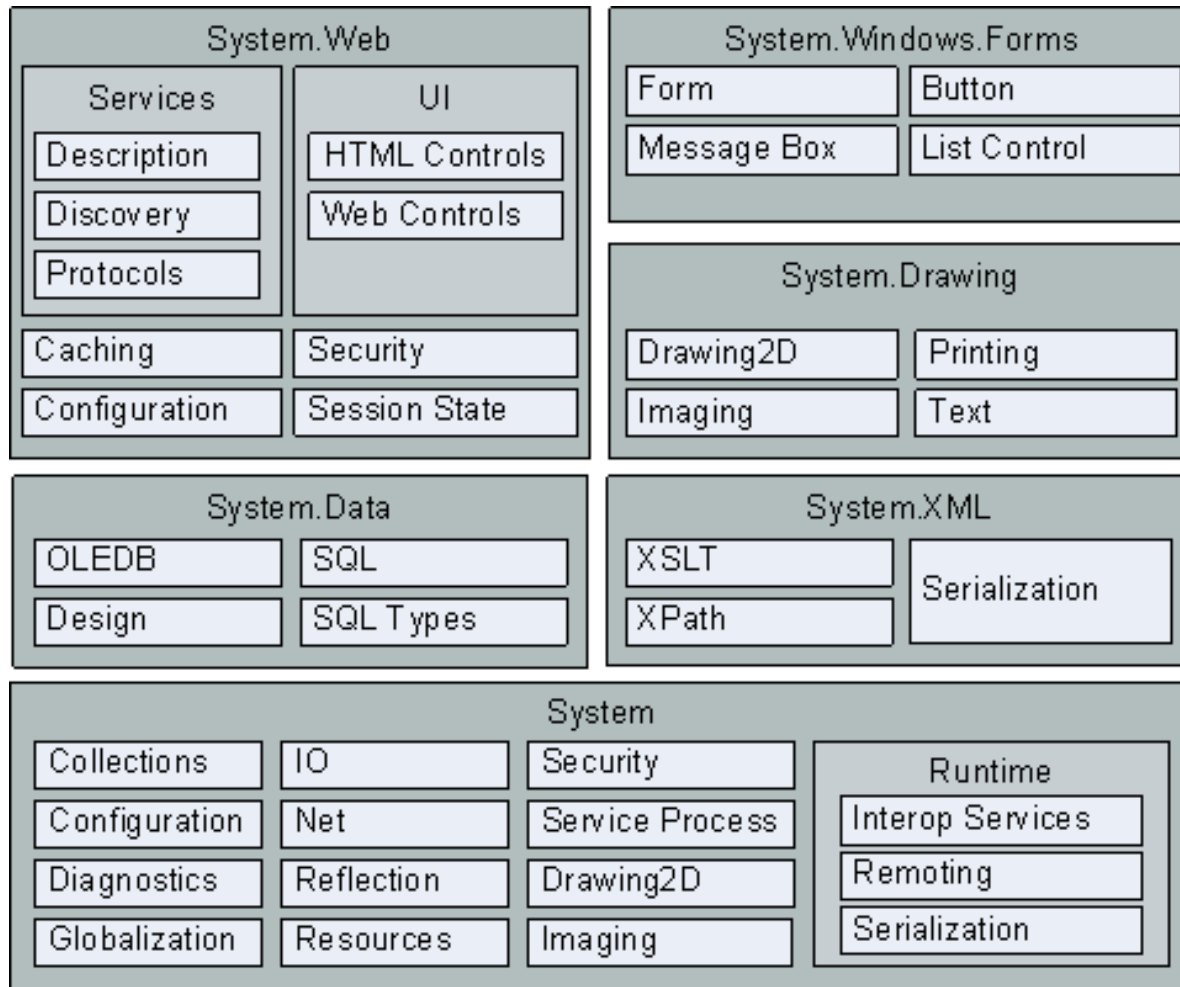 System.Web
Services
Description
Discovery
Protocols
UI
HTML Controls
Web Controls
Caching
Security
Configuration
Session State
System.Windows.Forms
Form
Button
Message Box
List Control
System.Drawing
Drawing2D
Printing
Imaging
Text
System.Data
OLEDB
SQL
Design
SQL Types
System.XML
XSLT
XPath
Serialization
System
Collections
IO
Security
Configuration
Net
Service Process
Diagnostics
Reflection
Drawing2D
Globalization
Resources
Imaging
Runtime
Interop Services
Remoting
Serialization